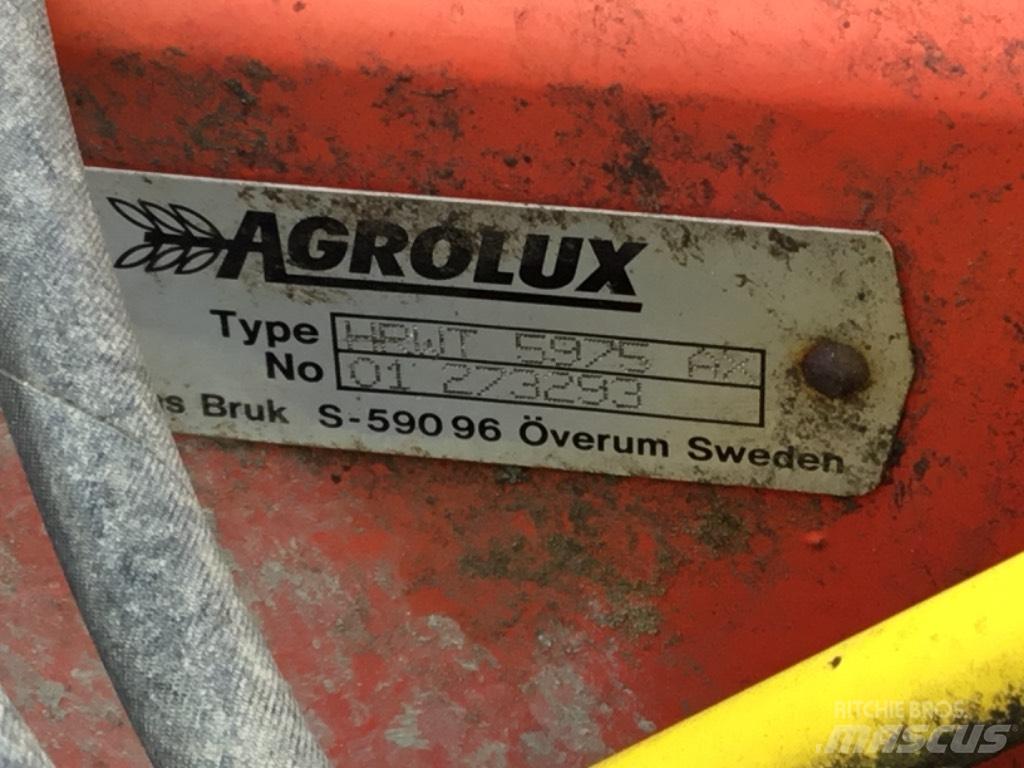 AGROLUX
Type HRWT 5975 AX
No 01 273293
Bruk S-590 96 Överum Sweden
RITCHIE BROS.
mascus